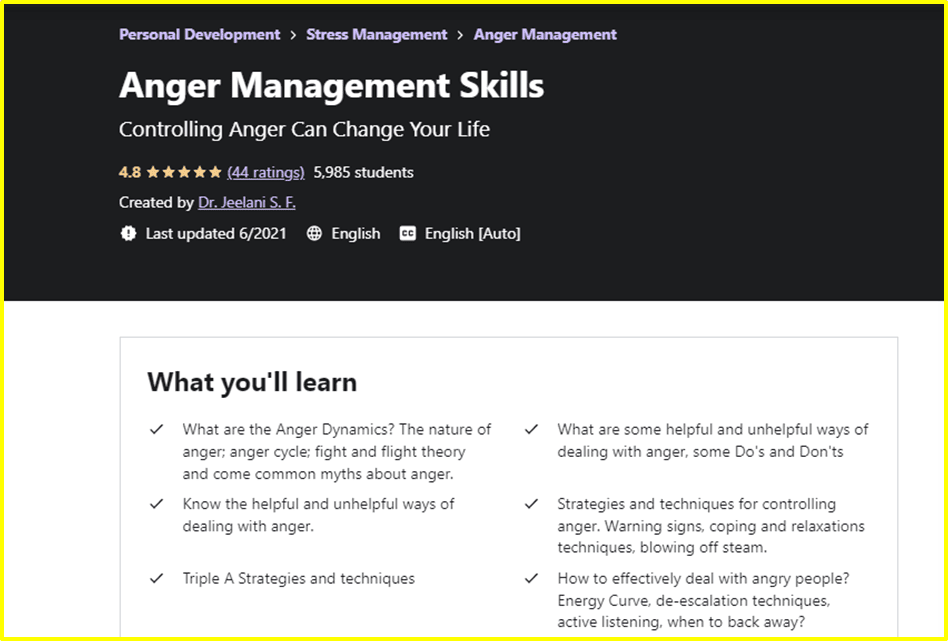 Personal Development > Stress Management > Anger Management
Anger Management Skills
Controlling Anger Can Change Your Life
4.8 ★★★★★ (44 ratings) 5,985 students
Created by Dr. Jeelani S. F.
Last updated 6/2021 English CC English [Auto]
What you'll learn
What are the Anger Dynamics? The nature of
anger; anger cycle; fight and flight theory
and come common myths about anger.
What are some helpful and unhelpful ways of
dealing with anger, some Do's and Don'ts
Know the helpful and unhelpful ways of
dealing with anger.
Strategies and techniques for controlling
anger. Warning signs, coping and relaxations
techniques, blowing off steam.
Triple A Strategies and techniques
How to effectively deal with angry people?
Energy Curve, de-escalation techniques,
active listening, when to back away?